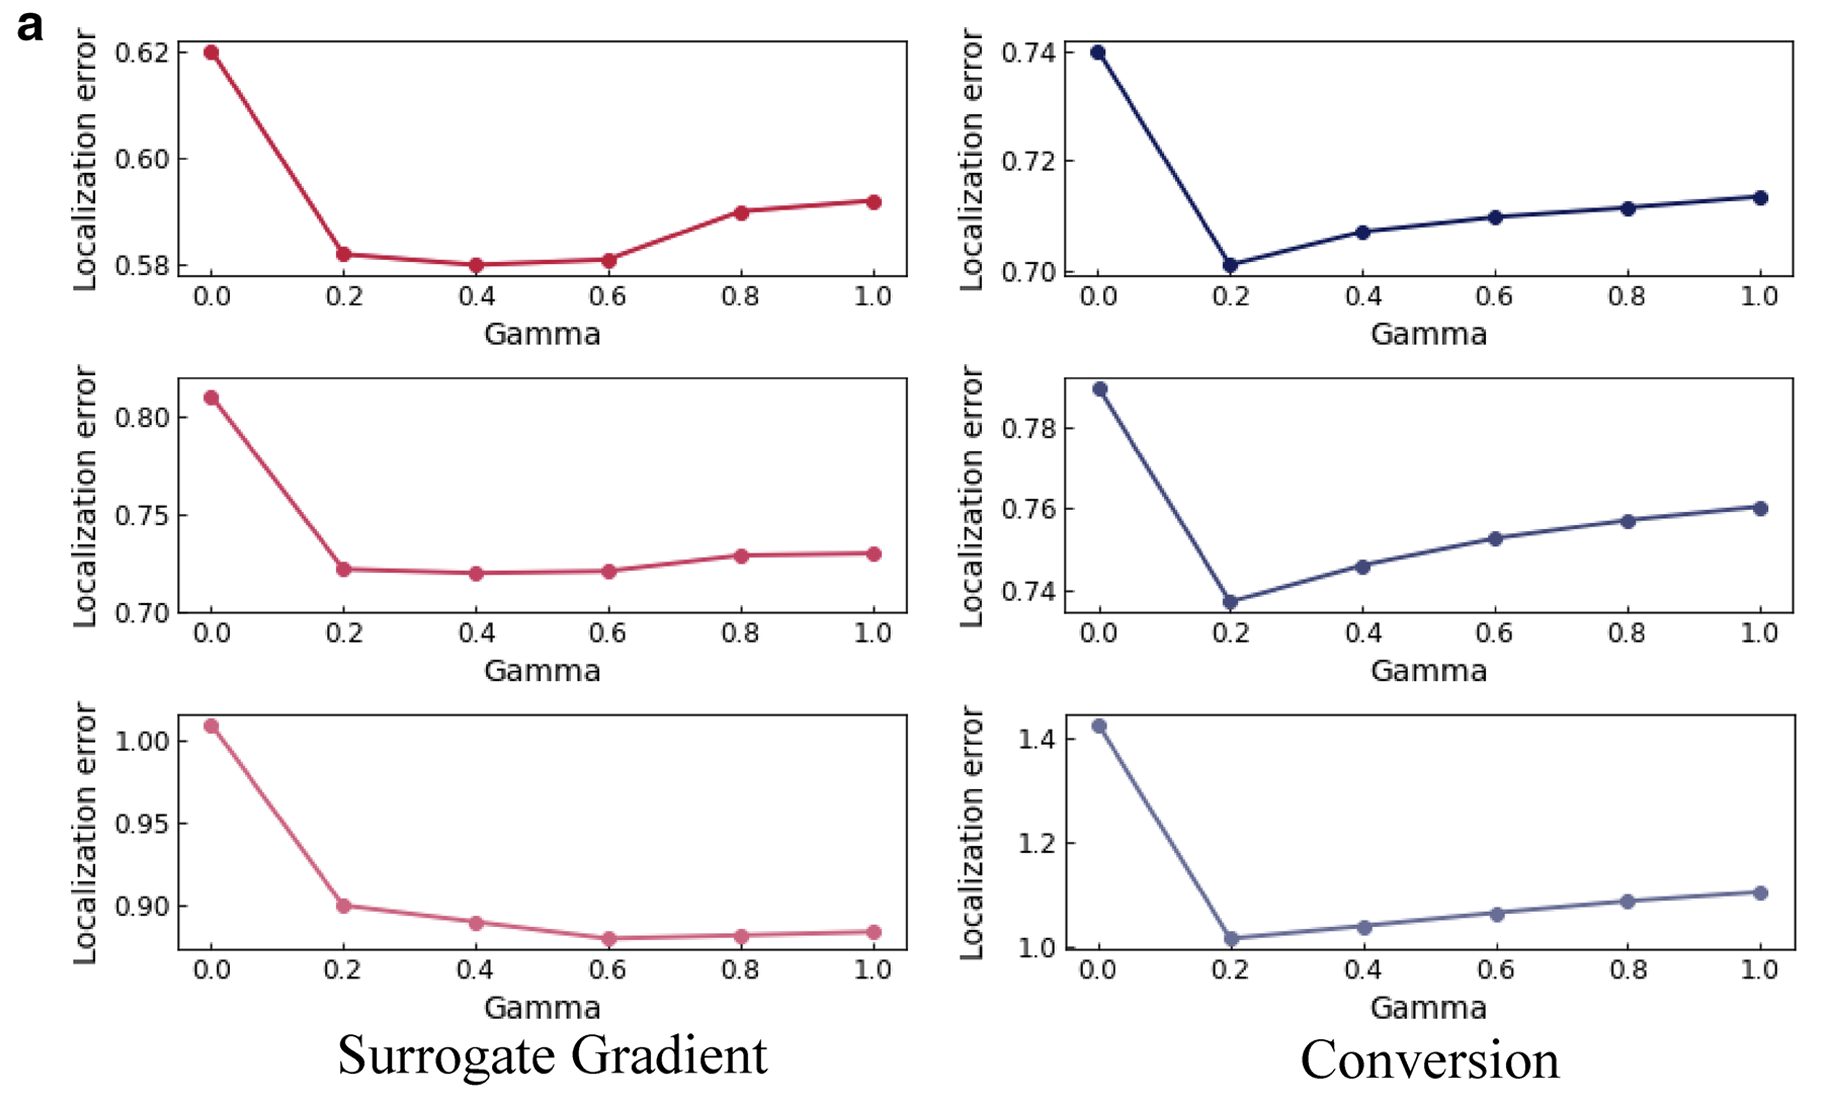 a
Localization error
0.62
0.60
0.58
0.0 0.2 0.4 0.6 0.8 1.0
Gamma
Localization error
0.74
0.72
0.70
0.0 0.2 0.4 0.6 0.8 1.0
Gamma
Localization error
0.80
0.75
0.70
0.0 0.2 0.4 0.6 0.8 1.0
Gamma
Localization error
0.78
0.76
0.74
0.0 0.2 0.4 0.6 0.8 1.0
Gamma
Localization error
1.00
0.95
0.90
0.0 0.2 0.4 0.6 0.8 1.0
Gamma
Localization error
1.4
1.2
1.0
0.0 0.2 0.4 0.6 0.8 1.0
Gamma
Surrogate Gradient
Conversion